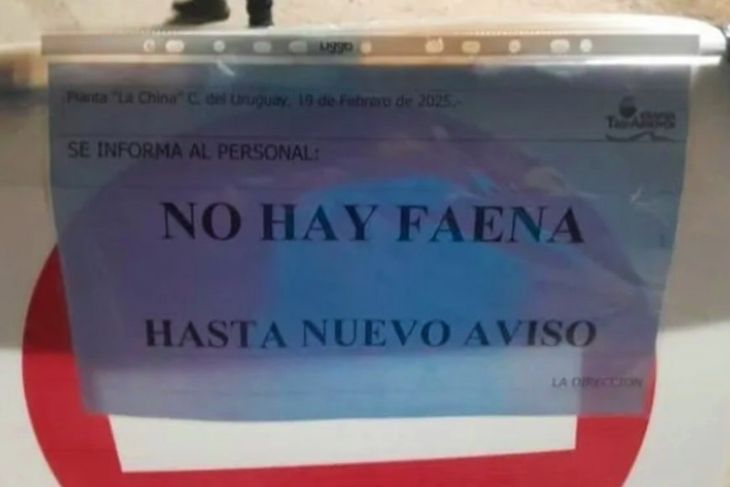 Planta "La China" C. del Uruguay, 19 de Febrero de 2025.-
SE INFORMA AL PERSONAL:
NO HAY FAENA
HASTA NUEVO AVISO
LA DIRECCION